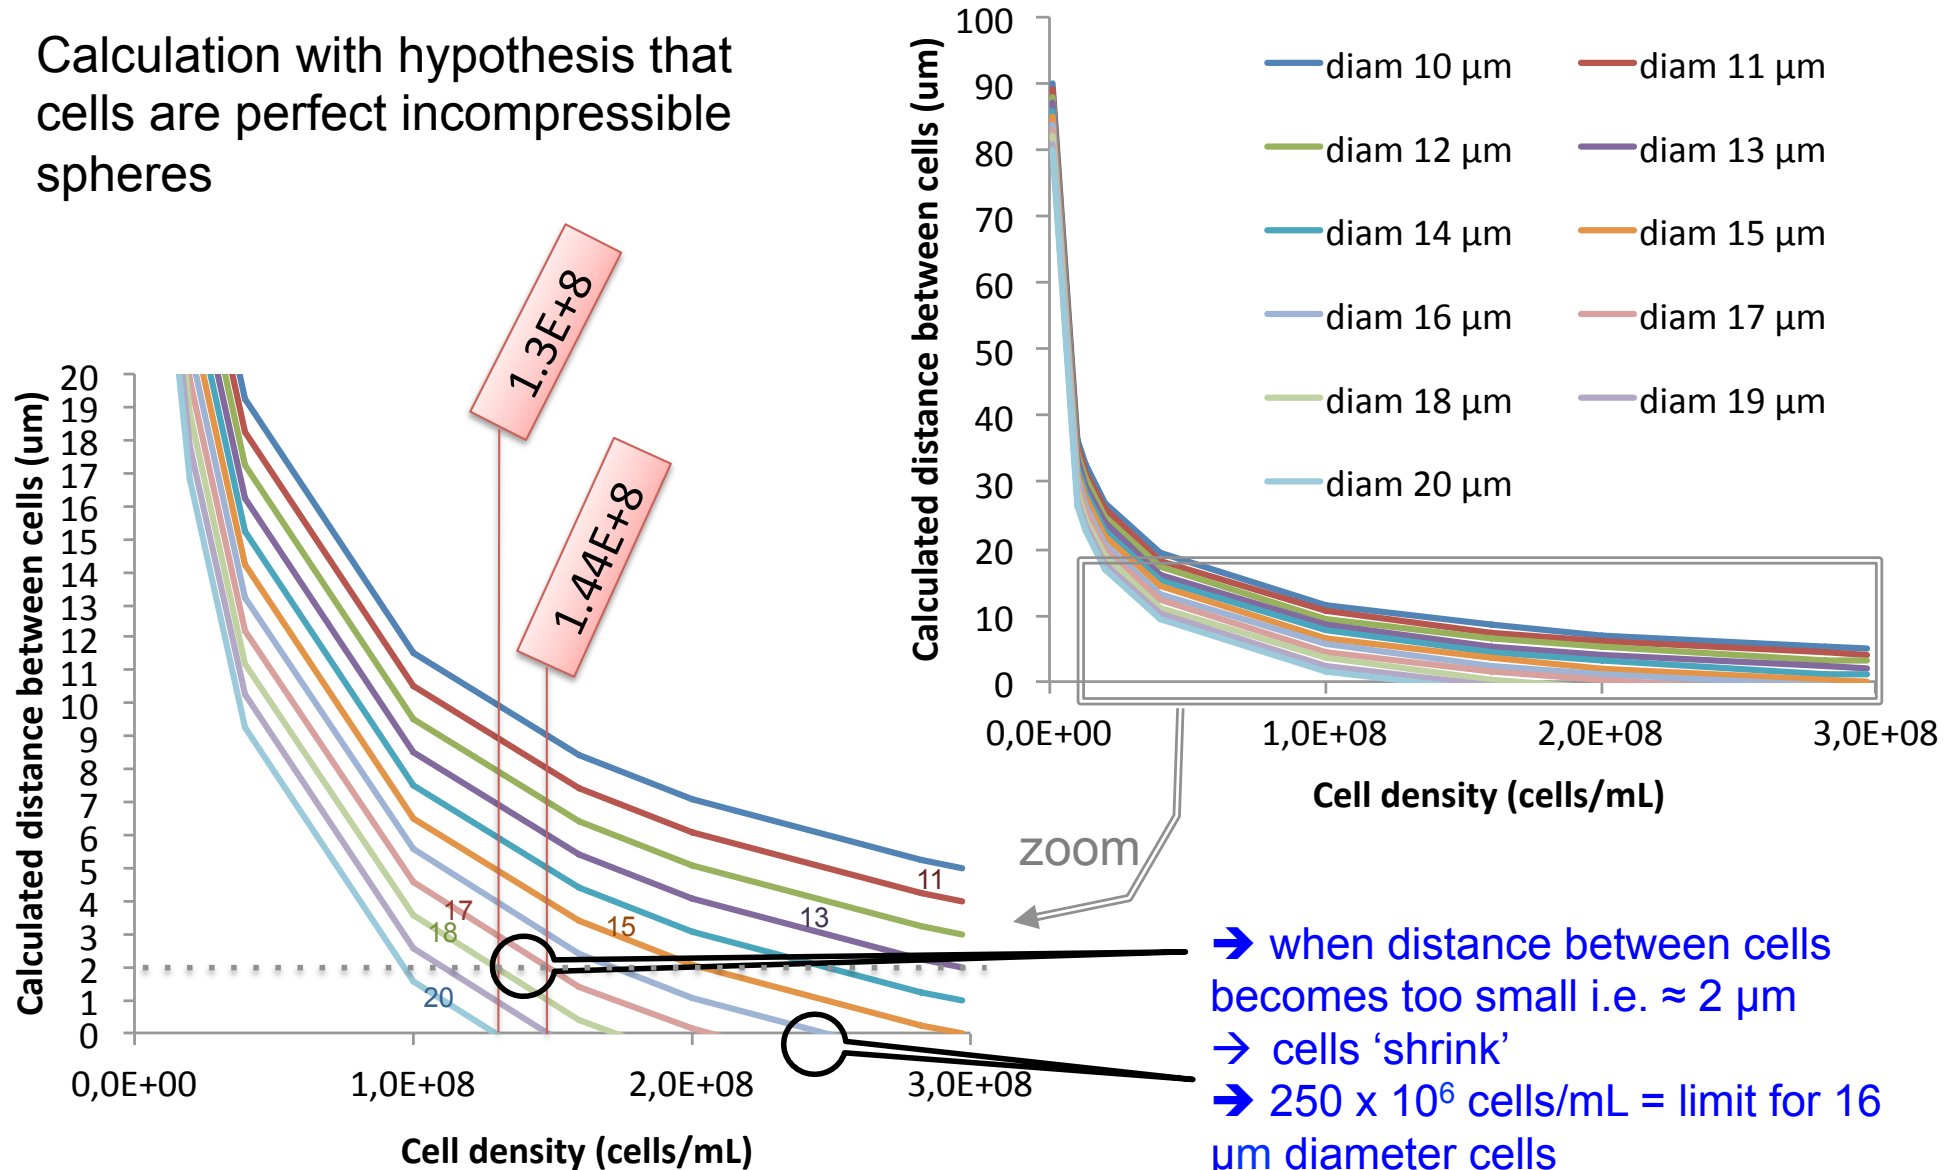 Calculation with hypothesis that
cells are perfect incompressible
spheres
1.3E+8
1.44E+8
Calculated distance between cells (um)
20
19
18
17
16
15
14
13
12
11
10
9
8
7
6
5
4
3
2
1
0
11
13
15
17
18
20
0,0E+00 1,0E+08 2,0E+08 3,0E+08
Cell density (cells/mL)
Calculated distance between cells (um)
100
90
80
70
60
50
40
30
20
10
0
diam 10 µm diam 11 µm
diam 12 µm diam 13 µm
diam 14 µm diam 15 µm
diam 16 µm diam 17 µm
diam 18 µm diam 19 µm
diam 20 µm
0,0E+00 1,0E+08 2,0E+08 3,0E+08
Cell density (cells/mL)
zoom
➔ when distance between cells
becomes too small i.e. ≈ 2 µm
→ cells ‘shrink’
➔ 250 x 10⁶ cells/mL = limit for 16
µm diameter cells